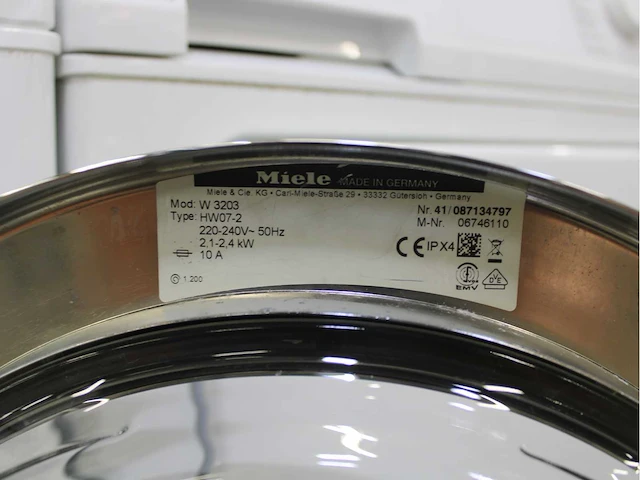 Miele MADE IN GERMANY
Miele & Cie. KG • Carl-Miele-Straße 29 • 33332 Gütersloh • Germany
Mod: W 3203
Type: HW07-2
220-240V~ 50Hz
2,1-2,4 kW
10 A
1.200
Nr. 41/087134797
M-Nr. 06746110
CE IPX4
EMV